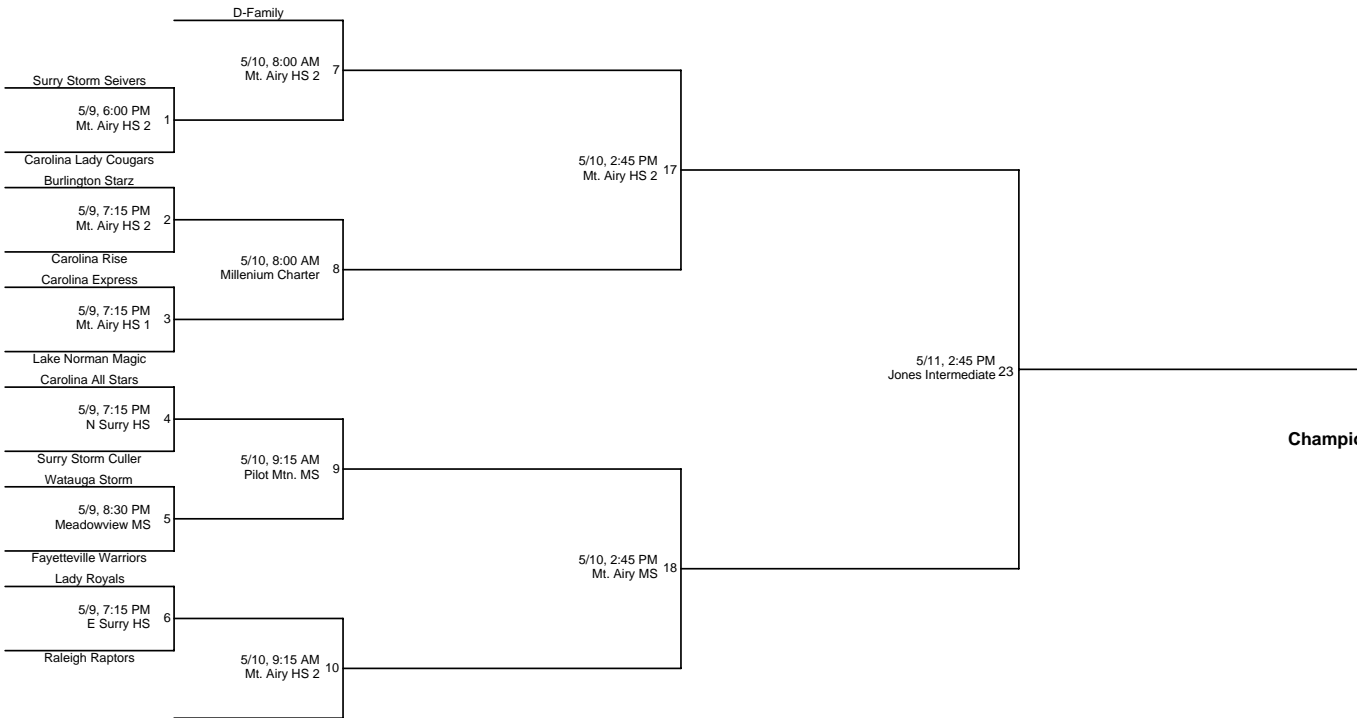 D-Family
5/10, 8:00 AM
Mt. Airy HS 2
7
Surry Storm Seivers
5/9, 6:00 PM
Mt. Airy HS 2
1
Carolina Lady Cougars
Burlington Starz
5/9, 7:15 PM
Mt. Airy HS 2
2
Carolina Rise
5/10, 8:00 AM
Millenium Charter
8
Carolina Express
5/9, 7:15 PM
Mt. Airy HS 1
3
Lake Norman Magic
5/10, 2:45 PM
Mt. Airy HS 2
17
Carolina All Stars
5/9, 7:15 PM
N Surry HS
4
Surry Storm Culler
5/10, 9:15 AM
Pilot Mtn. MS
9
Watauga Storm
5/9, 8:30 PM
Meadowview MS
5
Fayetteville Warriors
Lady Royals
5/9, 7:15 PM
E Surry HS
6
Raleigh Raptors
5/10, 9:15 AM
Mt. Airy HS 2
10
5/10, 2:45 PM
Mt. Airy MS
18
5/11, 2:45 PM
Jones Intermediate
23